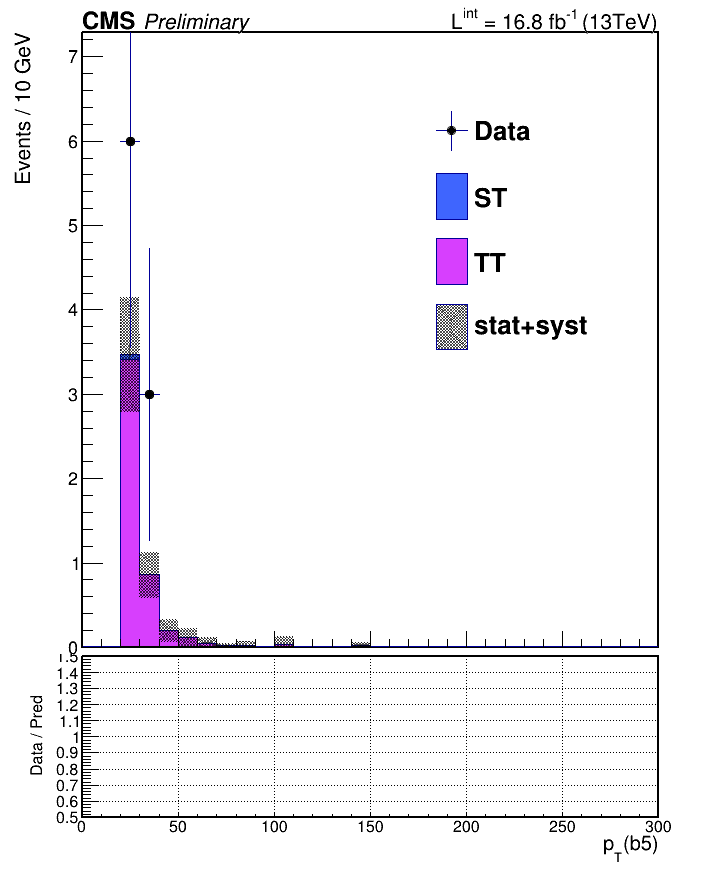 CMS Preliminary L^int = 16.8 fb^-1 (13TeV)
Events / 10 GeV
7
6
5
4
3
2
1
0
Data
ST
TT
stat+syst
Data / Pred
1.5
1.4
1.3
1.2
1.1
1
0.9
0.8
0.7
0.6
0.5
0 50 100 150 200 250 300
p_T(b5)